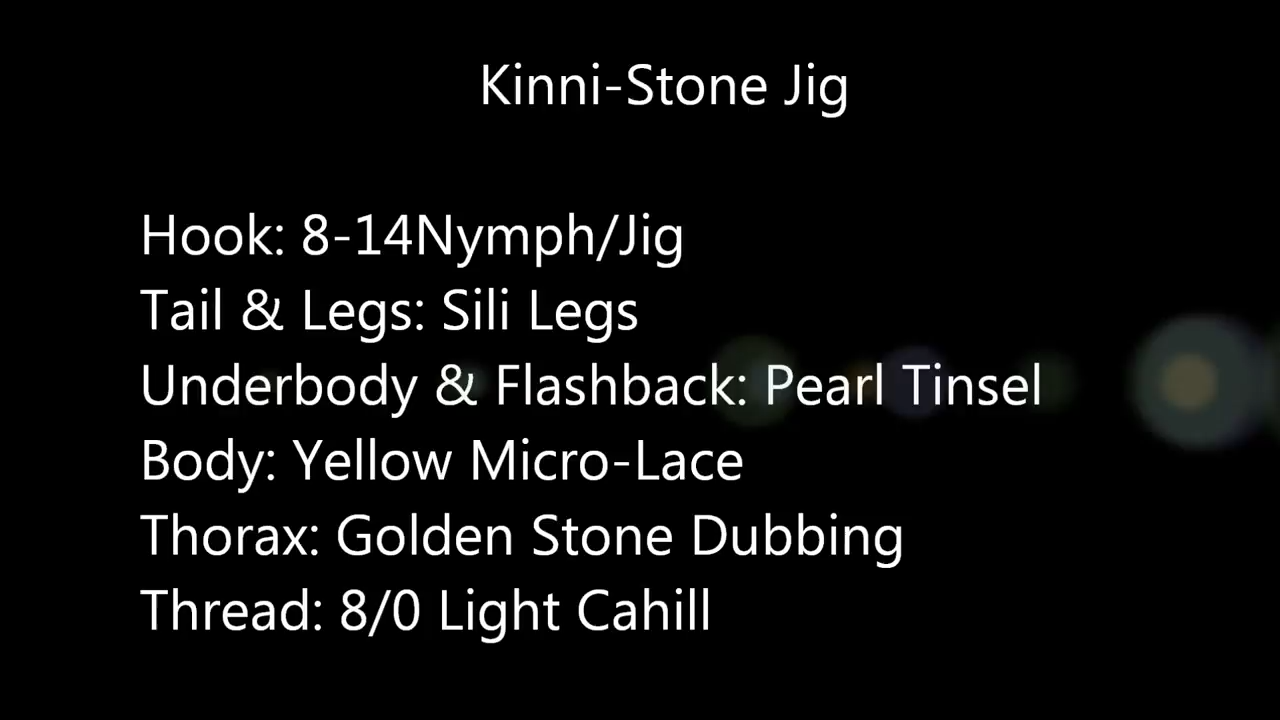 Kinni-Stone Jig
Hook: 8-14Nymph/Jig
Tail & Legs: Sili Legs
Underbody & Flashback: Pearl Tinsel
Body: Yellow Micro-Lace
Thorax: Golden Stone Dubbing
Thread: 8/0 Light Cahill